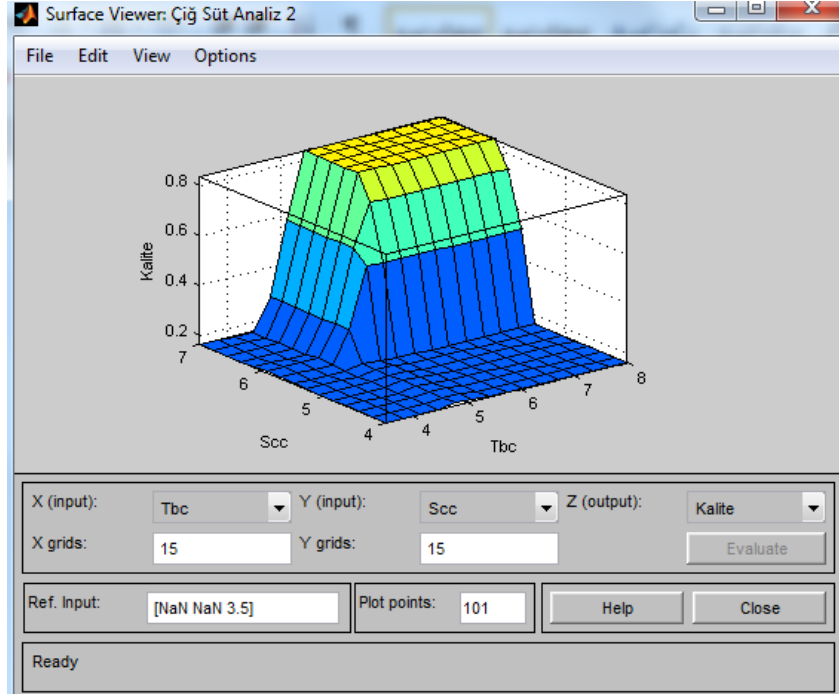 Surface Viewer: Çiğ Süt Analiz 2
File Edit View Options
0.8
0.6
0.4
0.2
Kalite
7
6
5
4
Scc
4
5
6
7
8
Tbc
X (input): Tbc Y (input): Scc Z (output): Kalite
X grids: 15 Y grids: 15 Evaluate
Ref. Input: [NaN NaN 3.5] Plot points: 101 Help Close
Ready